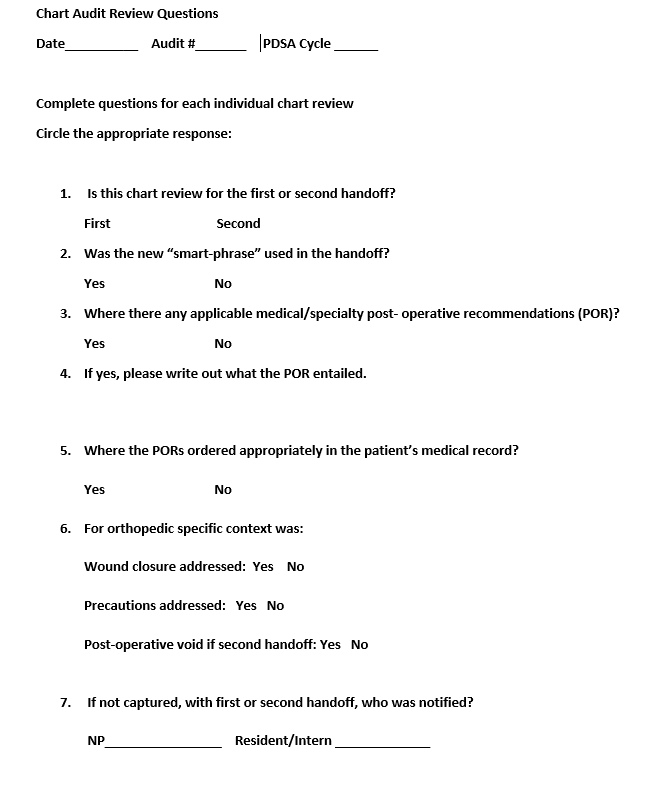 Chart Audit Review Questions
Date___________ Audit #_______ PDSA Cycle ______
Complete questions for each individual chart review
Circle the appropriate response:
1. Is this chart review for the first or second handoff?
First Second
2. Was the new “smart-phrase” used in the handoff?
Yes No
3. Where there any applicable medical/specialty post- operative recommendations (POR)?
Yes No
4. If yes, please write out what the POR entailed.
5. Where the PORs ordered appropriately in the patient’s medical record?
Yes No
6. For orthopedic specific context was:
Wound closure addressed: Yes No
Precautions addressed: Yes No
Post-operative void if second handoff: Yes No
7. If not captured, with first or second handoff, who was notified?
NP_________________ Resident/Intern ______________